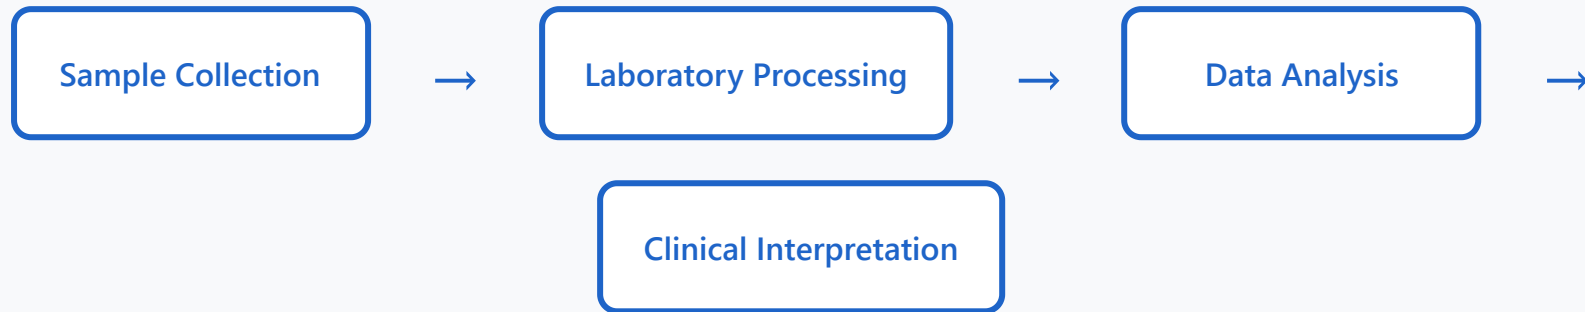 Sample Collection → Laboratory Processing → Data Analysis →
Clinical Interpretation